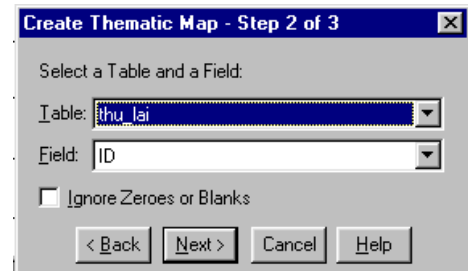 Create Thematic Map - Step 2 of 3
Select a Table and a Field:
Table: thu_lai
Field: ID
Ignore Zeroes or Blanks
< Back Next > Cancel Help